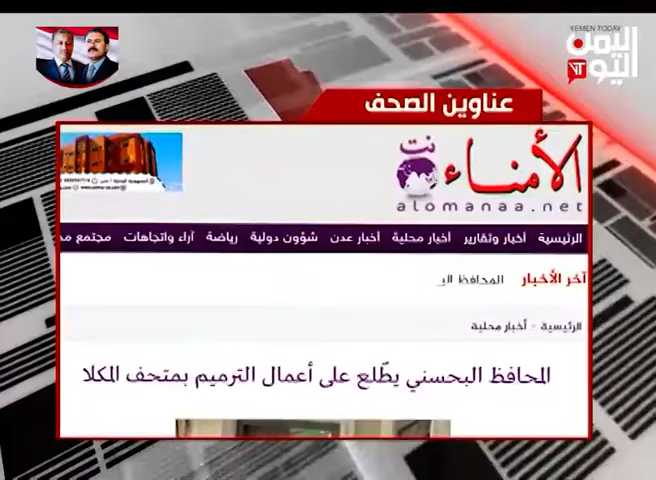 YEMEN TODAY
اليمن
اليوم
عناوين الصحف
الأمناء نت
alomanaa.net
الرئيسية أخبار وتقارير أخبار محلية أخبار عدن شؤون دولية رياضة آراء واتجاهات مجتمع مد
آخر الأخبار المحافظ الب
الرئيسية - أخبار محلية
المحافظ البحسني يطّلع على أعمال الترميم بمتحف المكلا